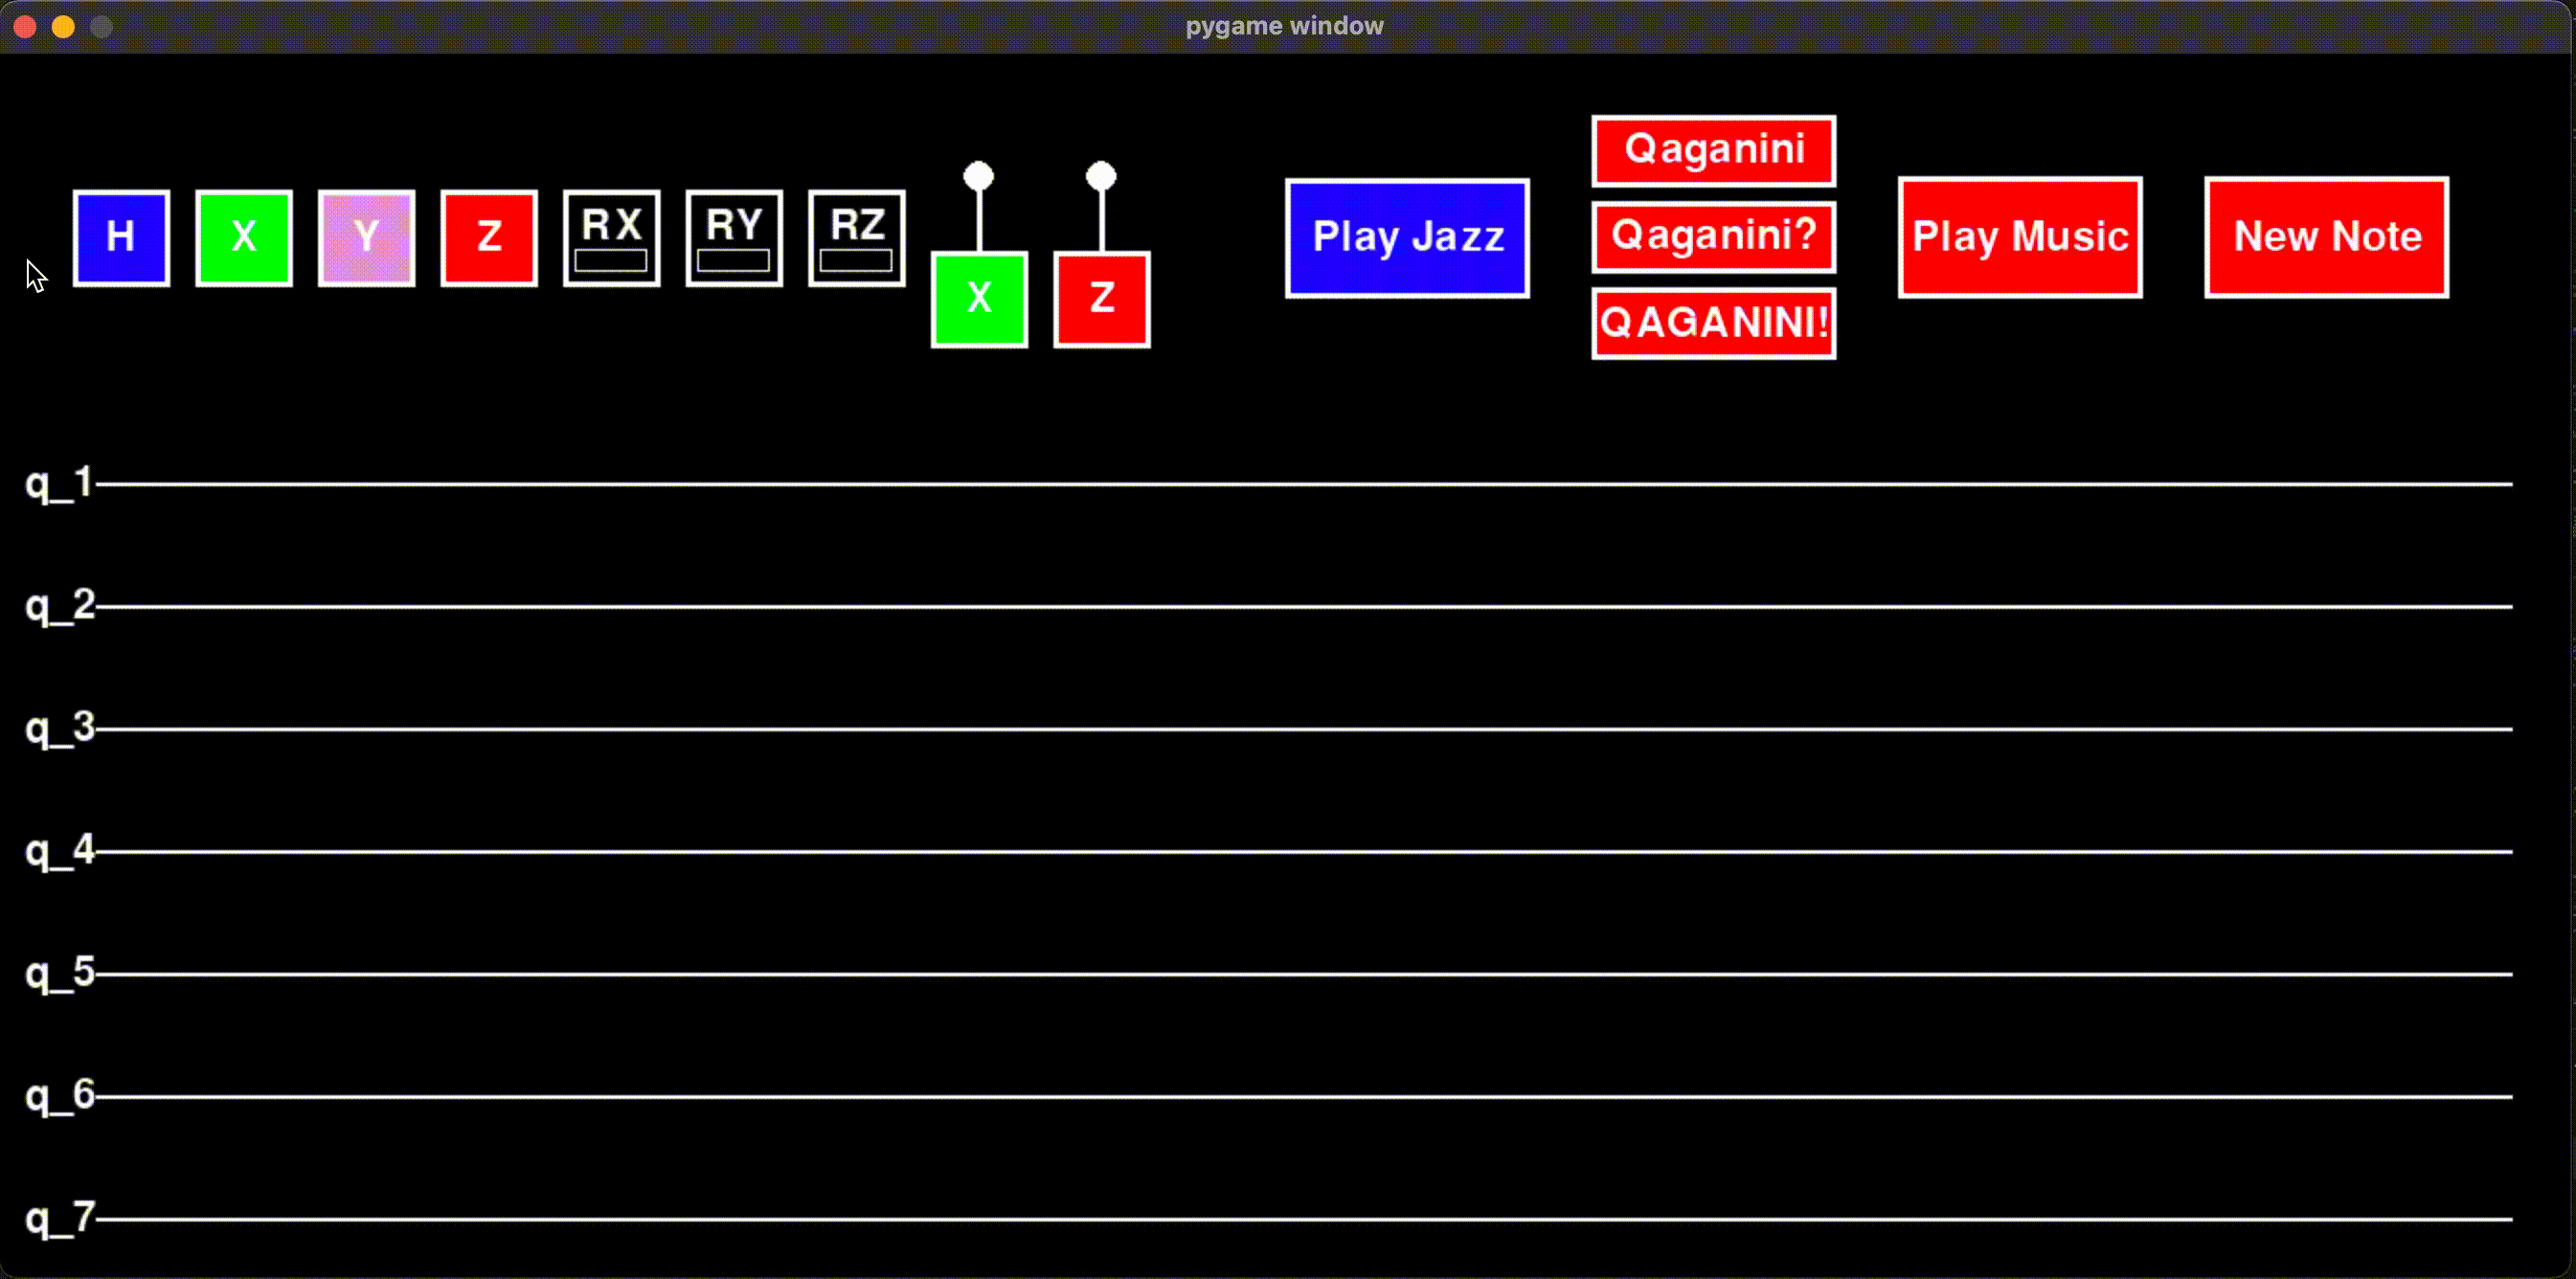 pygame window
H X Y Z RX RY RZ X Z
Play Jazz
Qaganini
Qaganini?
QAGANINI!
Play Music
New Note
q_1
q_2
q_3
q_4
q_5
q_6
q_7